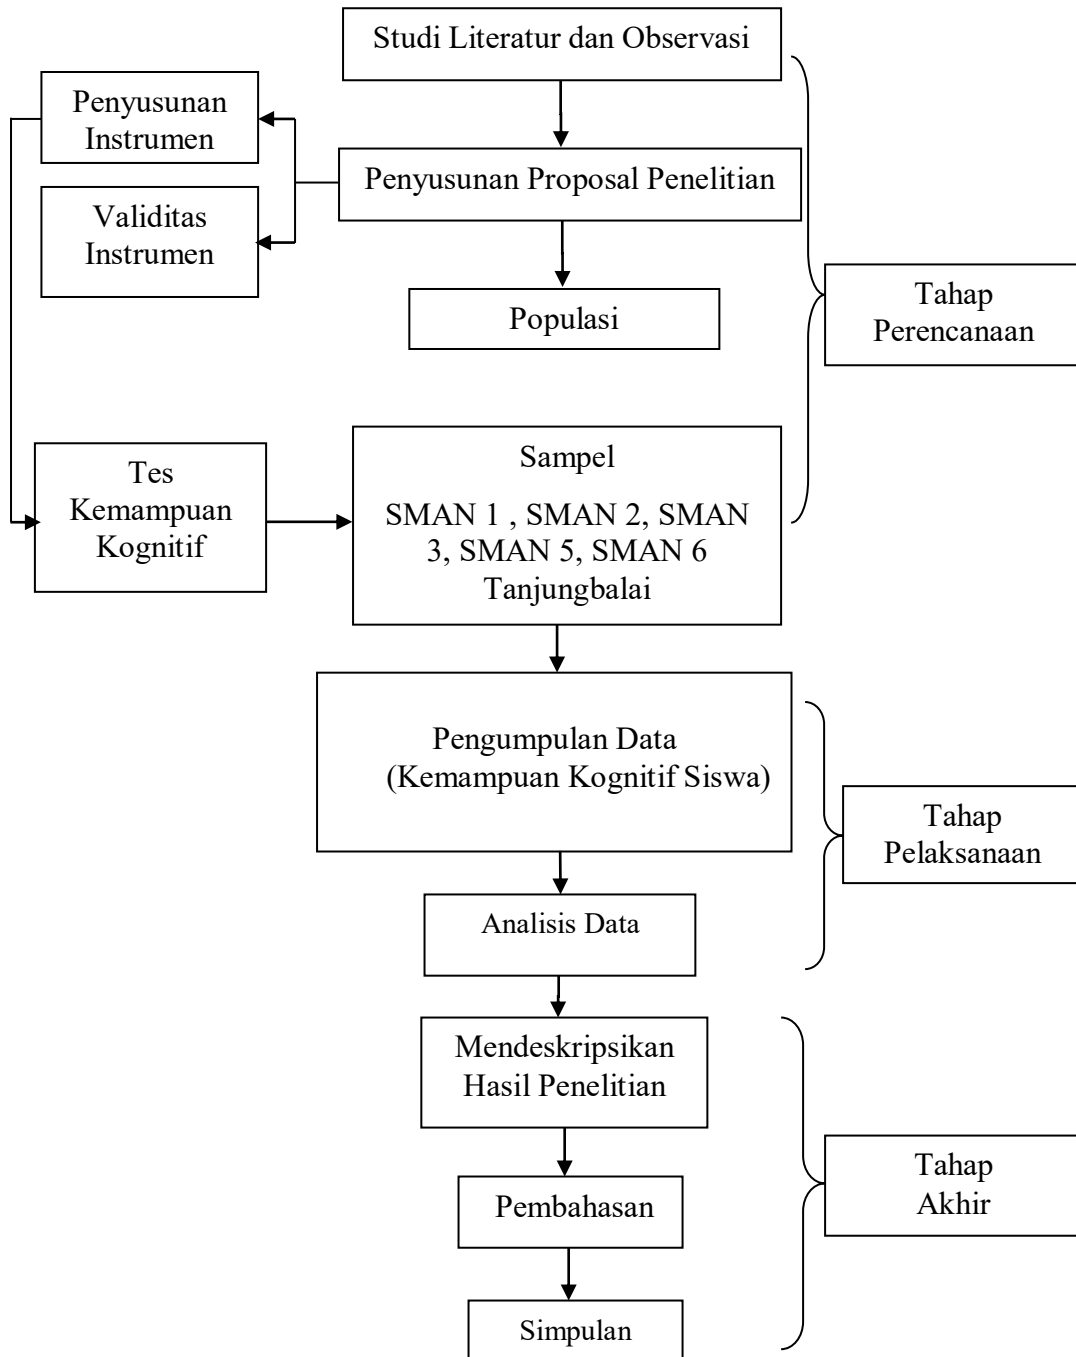 Studi Literatur dan Observasi
Penyusunan
Instrumen
Penyusunan Proposal Penelitian
Validitas
Instrumen
Populasi
Tahap
Perencanaan
Tes
Kemampuan
Kognitif
Sampel
SMAN 1 , SMAN 2, SMAN
3, SMAN 5, SMAN 6
Tanjungbalai
Pengumpulan Data
(Kemampuan Kognitif Siswa)
Tahap
Pelaksanaan
Analisis Data
Mendeskripsikan
Hasil Penelitian
Tahap
Akhir
Pembahasan
Simpulan